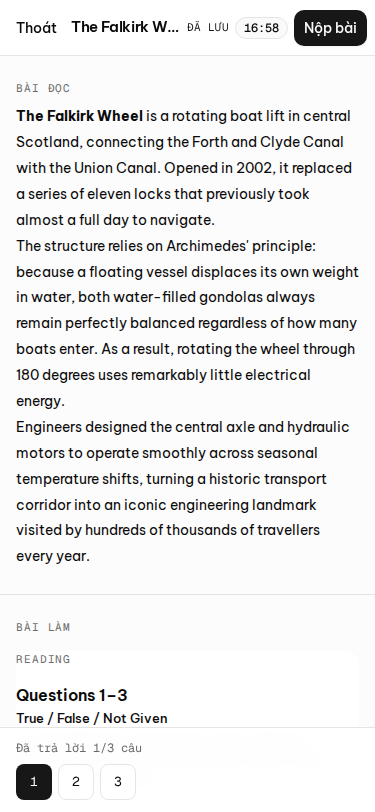 Thoát The Falkirk W... ĐÃ LƯU 16:58 Nộp bài
BÀI ĐỌC
The Falkirk Wheel is a rotating boat lift in central
Scotland, connecting the Forth and Clyde Canal
with the Union Canal. Opened in 2002, it replaced
a series of eleven locks that previously took
almost a full day to navigate.
The structure relies on Archimedes' principle:
because a floating vessel displaces its own weight
in water, both water-filled gondolas always
remain perfectly balanced regardless of how many
boats enter. As a result, rotating the wheel through
180 degrees uses remarkably little electrical
energy.
Engineers designed the central axle and hydraulic
motors to operate smoothly across seasonal
temperature shifts, turning a historic transport
corridor into an iconic engineering landmark
visited by hundreds of thousands of travellers
every year.
BÀI LÀM
READING
Questions 1–3
True / False / Not Given
Đã trả lời 1/3 câu
1 2 3